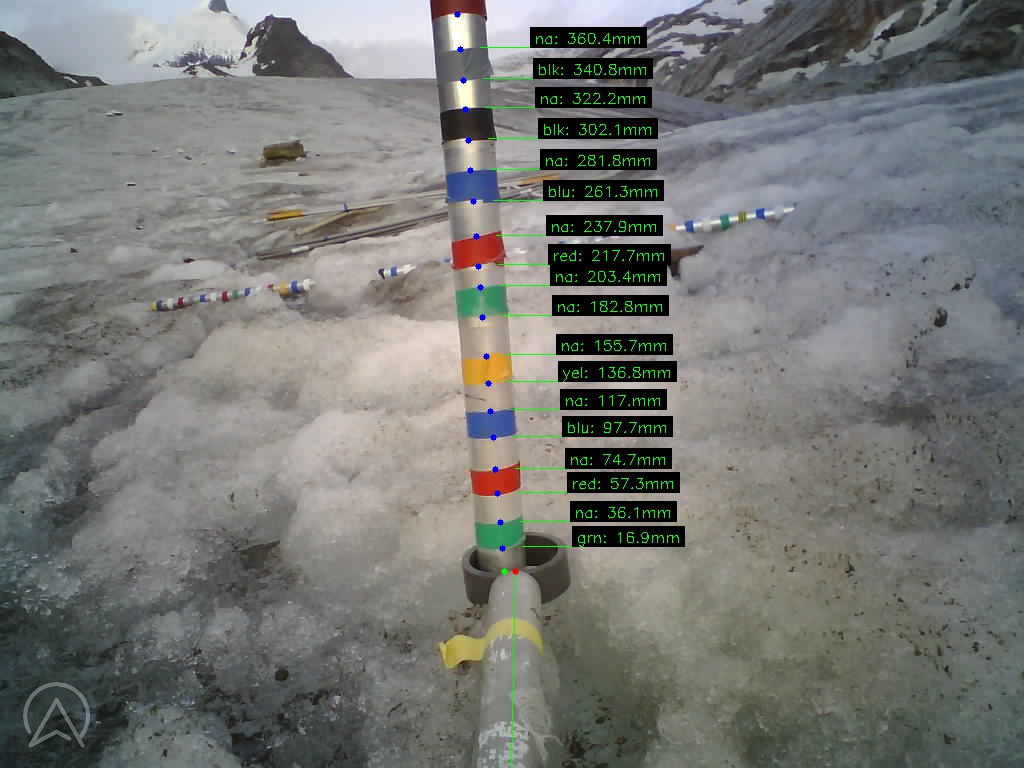 na: 360.4mm
blk: 340.8mm
na: 322.2mm
blk: 302.1mm
na: 281.8mm
blu: 261.3mm
na: 237.9mm
red: 217.7mm
na: 203.4mm
na: 182.8mm
na: 155.7mm
yel: 136.8mm
na: 117.mm
blu: 97.7mm
na: 74.7mm
red: 57.3mm
na: 36.1mm
grn: 16.9mm